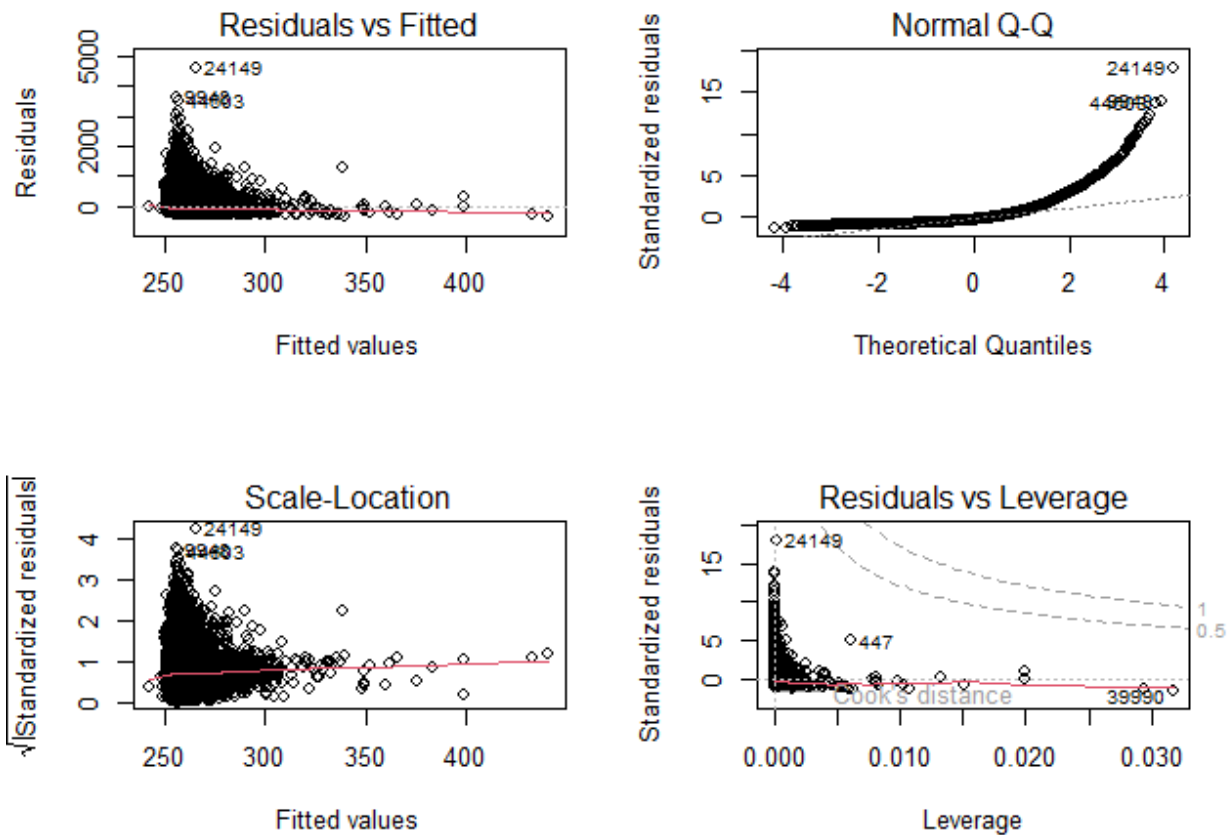 Residuals vs Fitted
Residuals
5000
2000
0
24149
250 300 350 400
Fitted values
Normal Q-Q
Standardized residuals
15
5
0
24149
-4 -2 0 2 4
Theoretical Quantiles
Scale-Location
√|Standardized residuals|
4
3
2
1
0
24149
250 300 350 400
Fitted values
Residuals vs Leverage
Standardized residuals
15
5
0
24149
447
39990
1
0.5
Cook's distance
0.000 0.010 0.020 0.030
Leverage